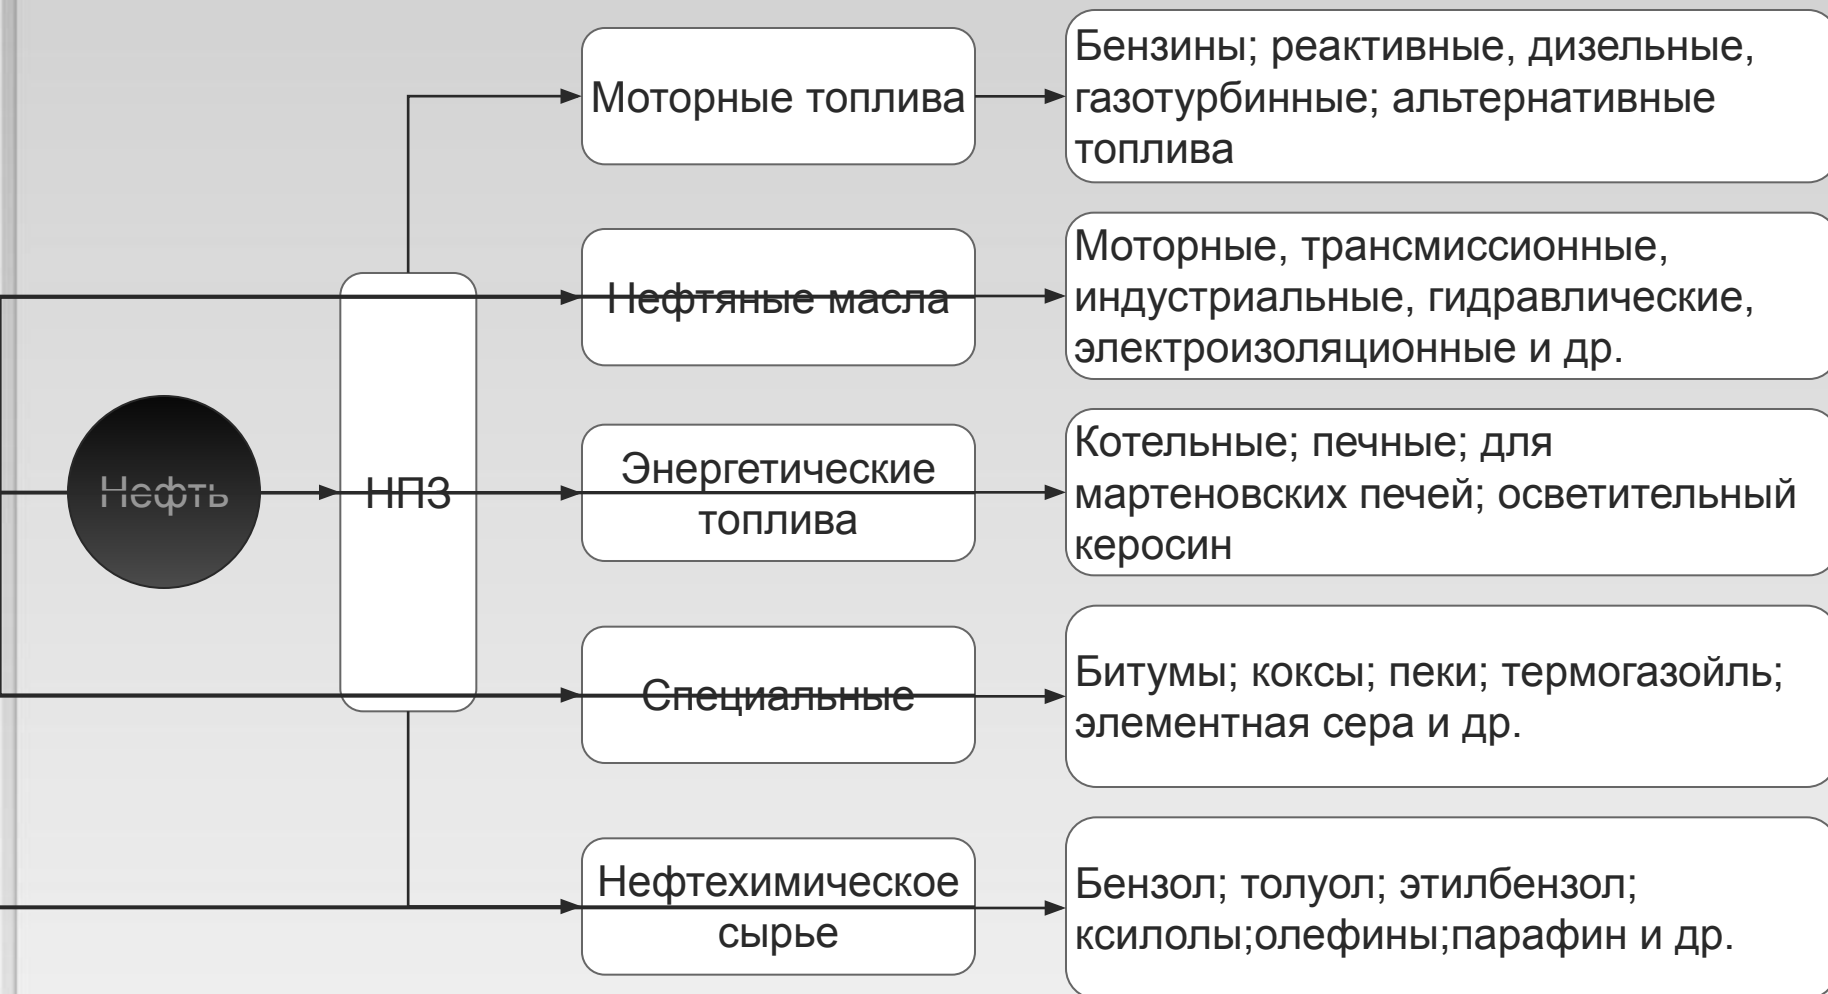 Нефть
НПЗ
Моторные топлива
Бензины; реактивные, дизельные,
газотурбинные; альтернативные
топлива
Нефтяные масла
Моторные, трансмиссионные,
индустриальные, гидравлические,
электроизоляционные и др.
Энергетические
топлива
Котельные; печные; для
мартеновских печей; осветительный
керосин
Специальные
Битумы; коксы; пеки; термогазойль;
элементная сера и др.
Нефтехимическое
сырье
Бензол; толуол; этилбензол;
ксилолы;олефины;парафин и др.